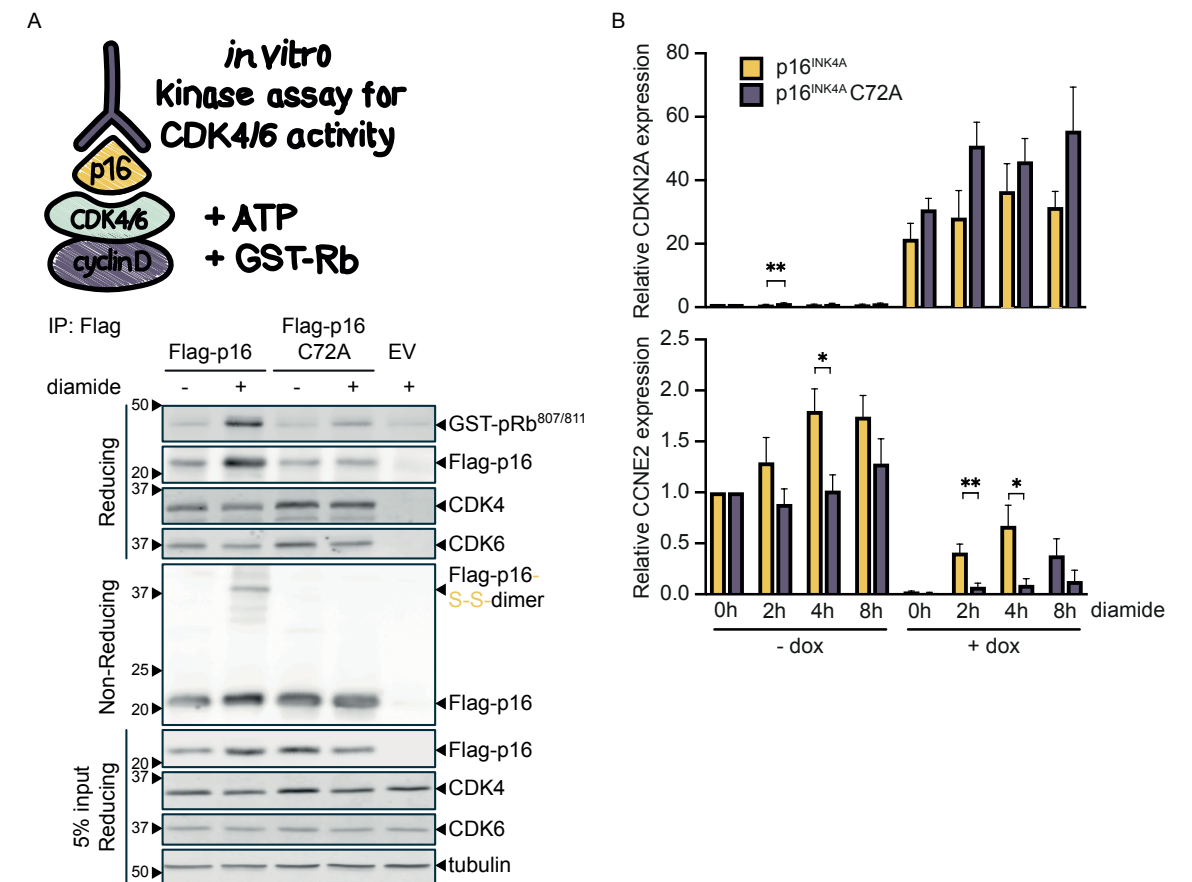 A
in vitro
kinase assay for
CDK4/6 activity
p16
CDK4/6
cyclinD
+ ATP
+ GST-Rb
IP: Flag
Flag-p16
Flag-p16
C72A
EV
diamide
-
+
-
+
+
Reducing
50
GST-pRb807/811
20
Flag-p16
37
CDK4
37
CDK6
Non-Reducing
37
Flag-p16-
S-S-dimer
25
20
Flag-p16
5% input
Reducing
20
Flag-p16
37
CDK4
37
CDK6
50
tubulin
B
Relative CDKN2A expression
80
60
40
20
0
p16INK4A
p16INK4A C72A
**
Relative CCNE2 expression
2.5
2.0
1.5
1.0
0.5
0.0
*
**
*
0h 2h 4h 8h 0h 2h 4h 8h diamide
- dox + dox